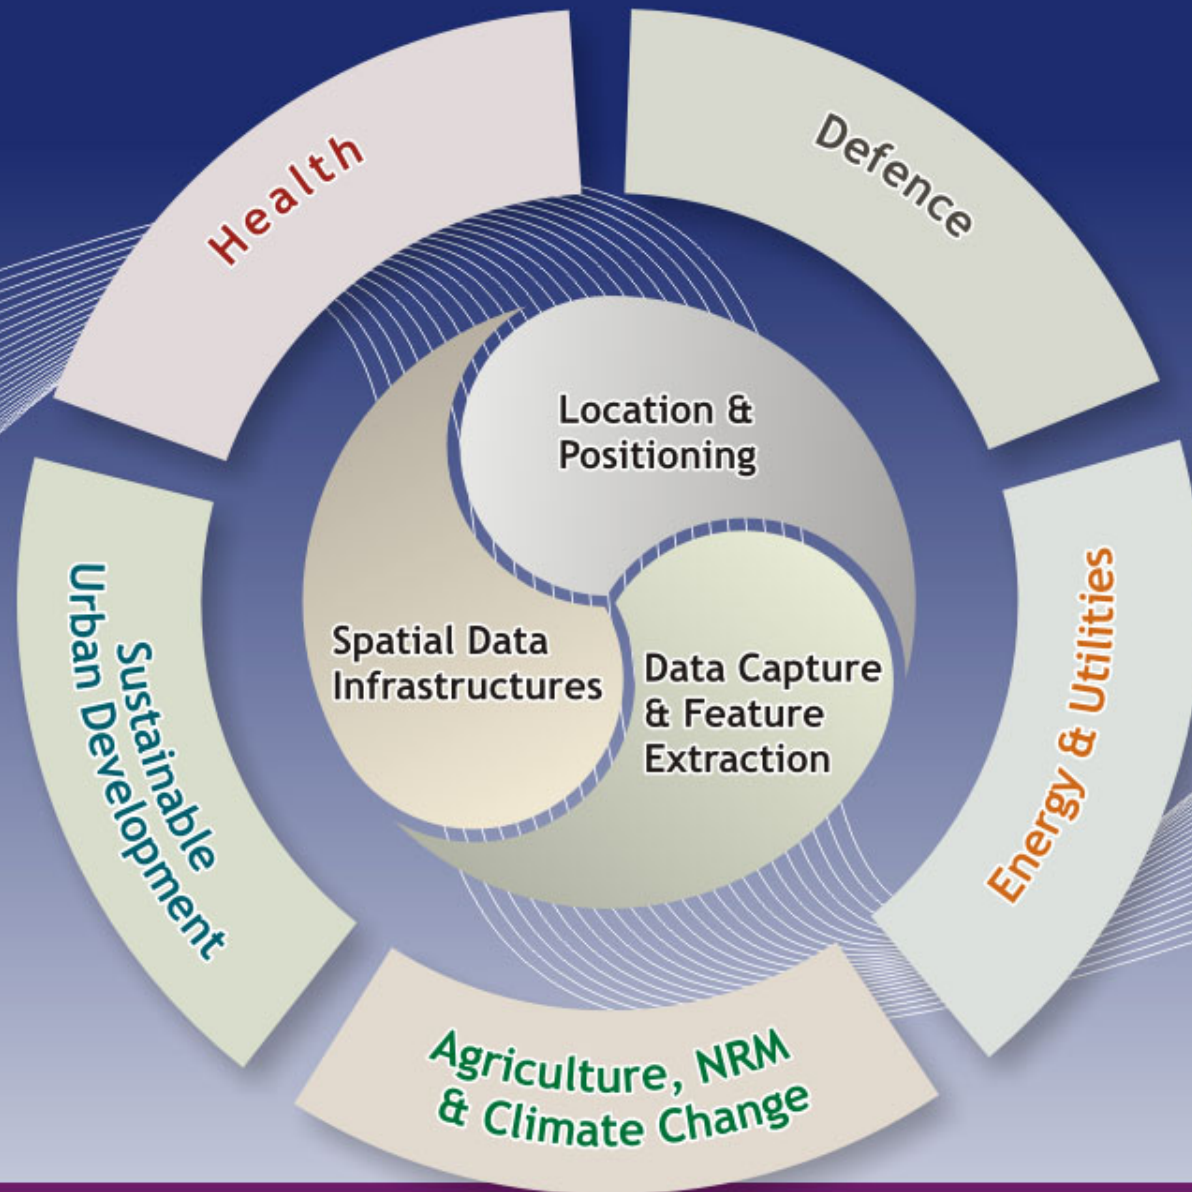 Health
Defence
Location &
Positioning
Spatial Data
Infrastructures
Data Capture
& Feature
Extraction
Energy & Utilities
Sustainable
Urban Development
Agriculture, NRM
& Climate Change